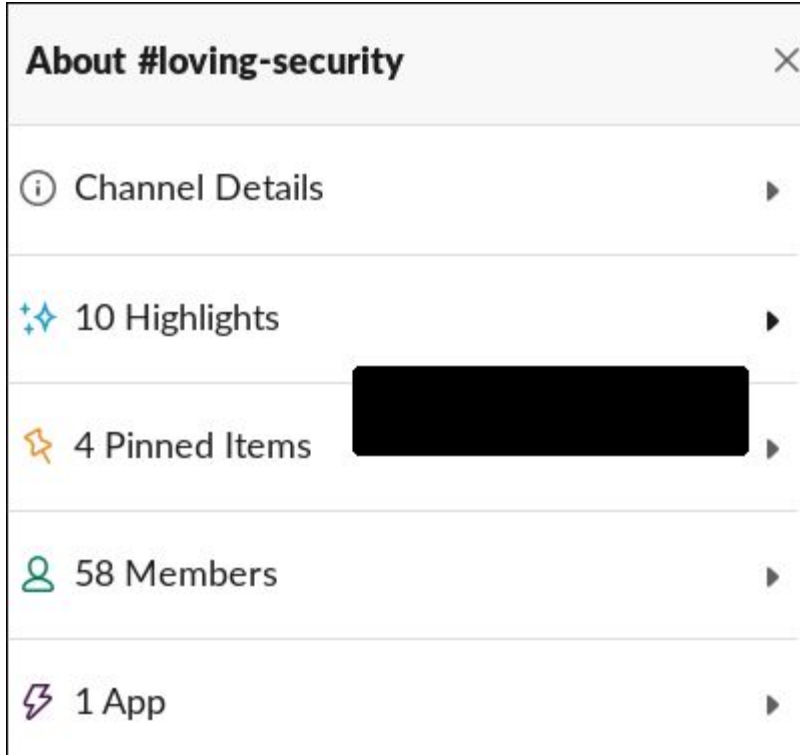 About #loving-security
Channel Details
10 Highlights
4 Pinned Items
58 Members
1 App